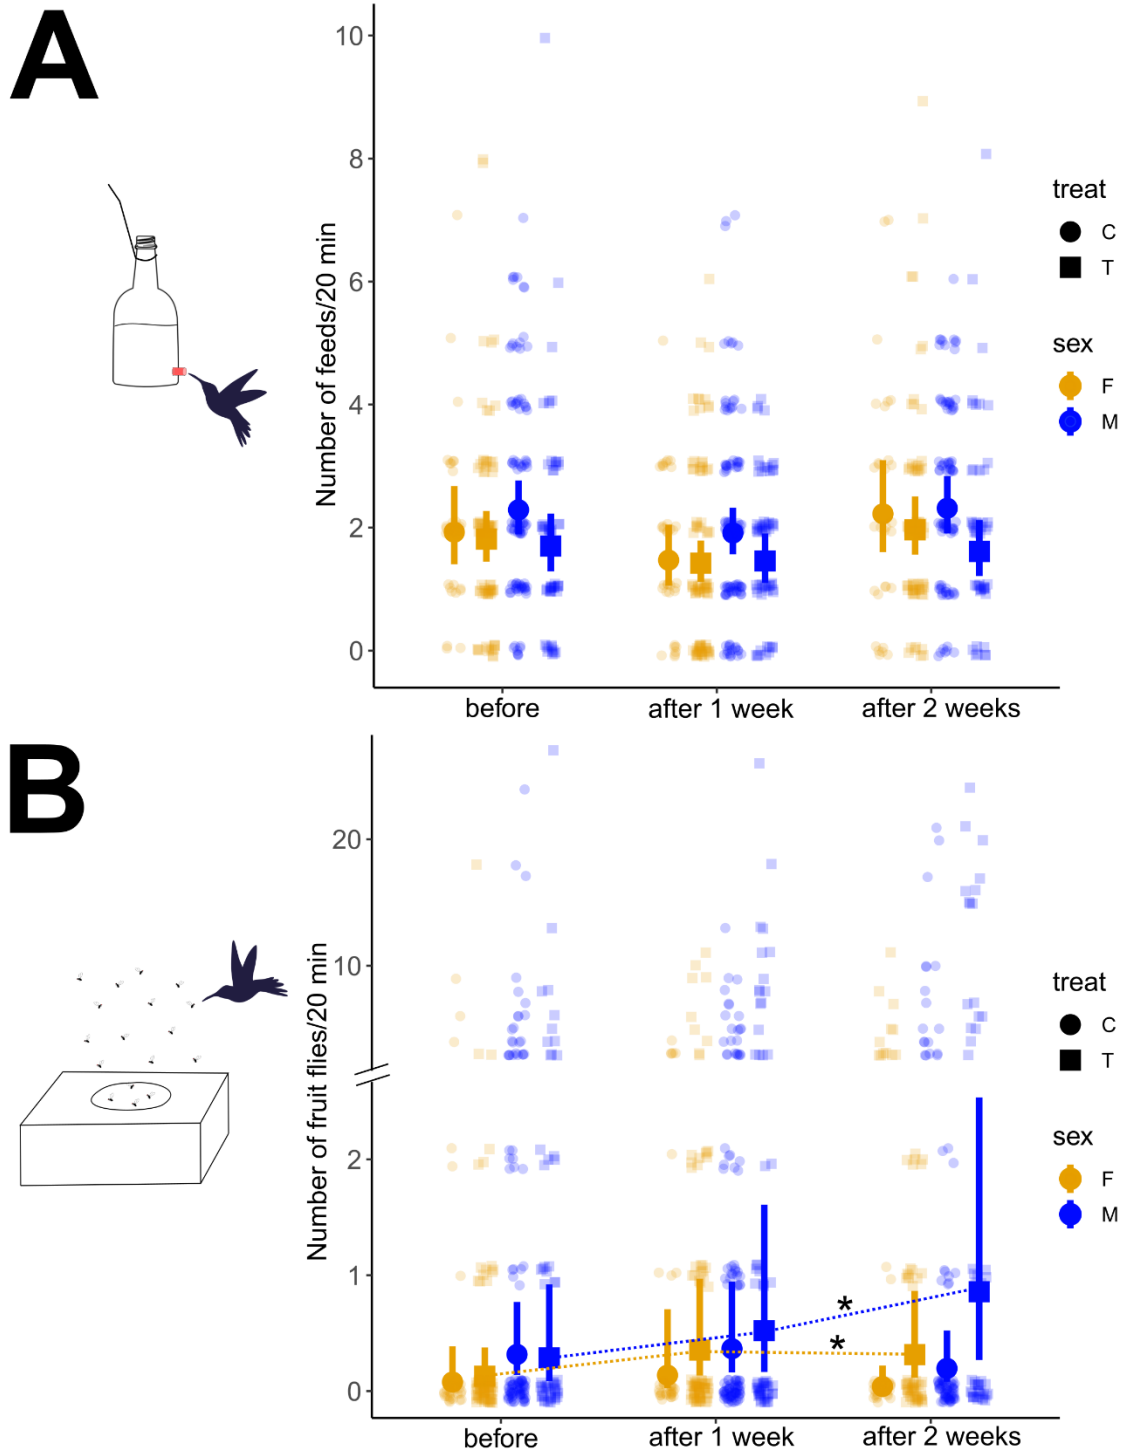 A
Number of feeds/20 min
10
8
6
4
2
0
before
after 1 week
after 2 weeks
treat
C
T
sex
F
M
B
Number of fruit flies/20 min
20
10
2
1
0
*
*
before
after 1 week
after 2 weeks
treat
C
T
sex
F
M